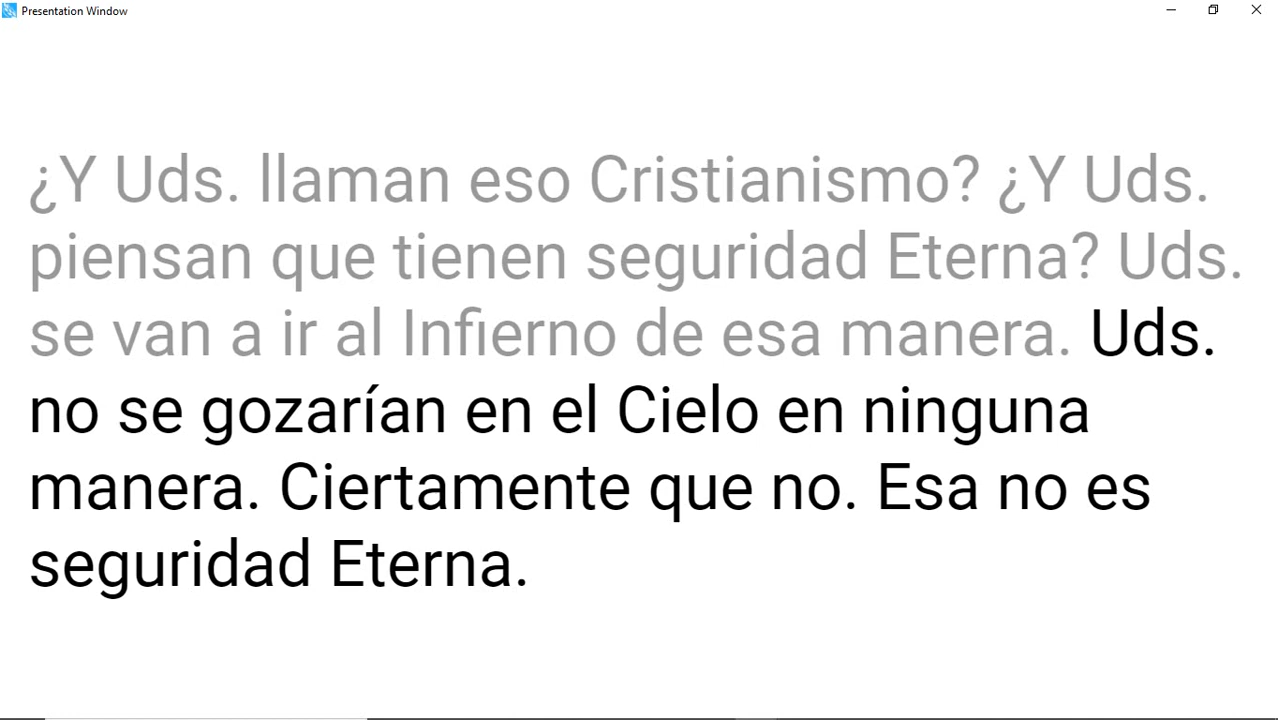 Presentation Window
¿Y Uds. llaman eso Cristianismo? ¿Y Uds.
piensan que tienen seguridad Eterna? Uds.
se van a ir al Infierno de esa manera. Uds.
no se gozarían en el Cielo en ninguna
manera. Ciertamente que no. Esa no es
seguridad Eterna.